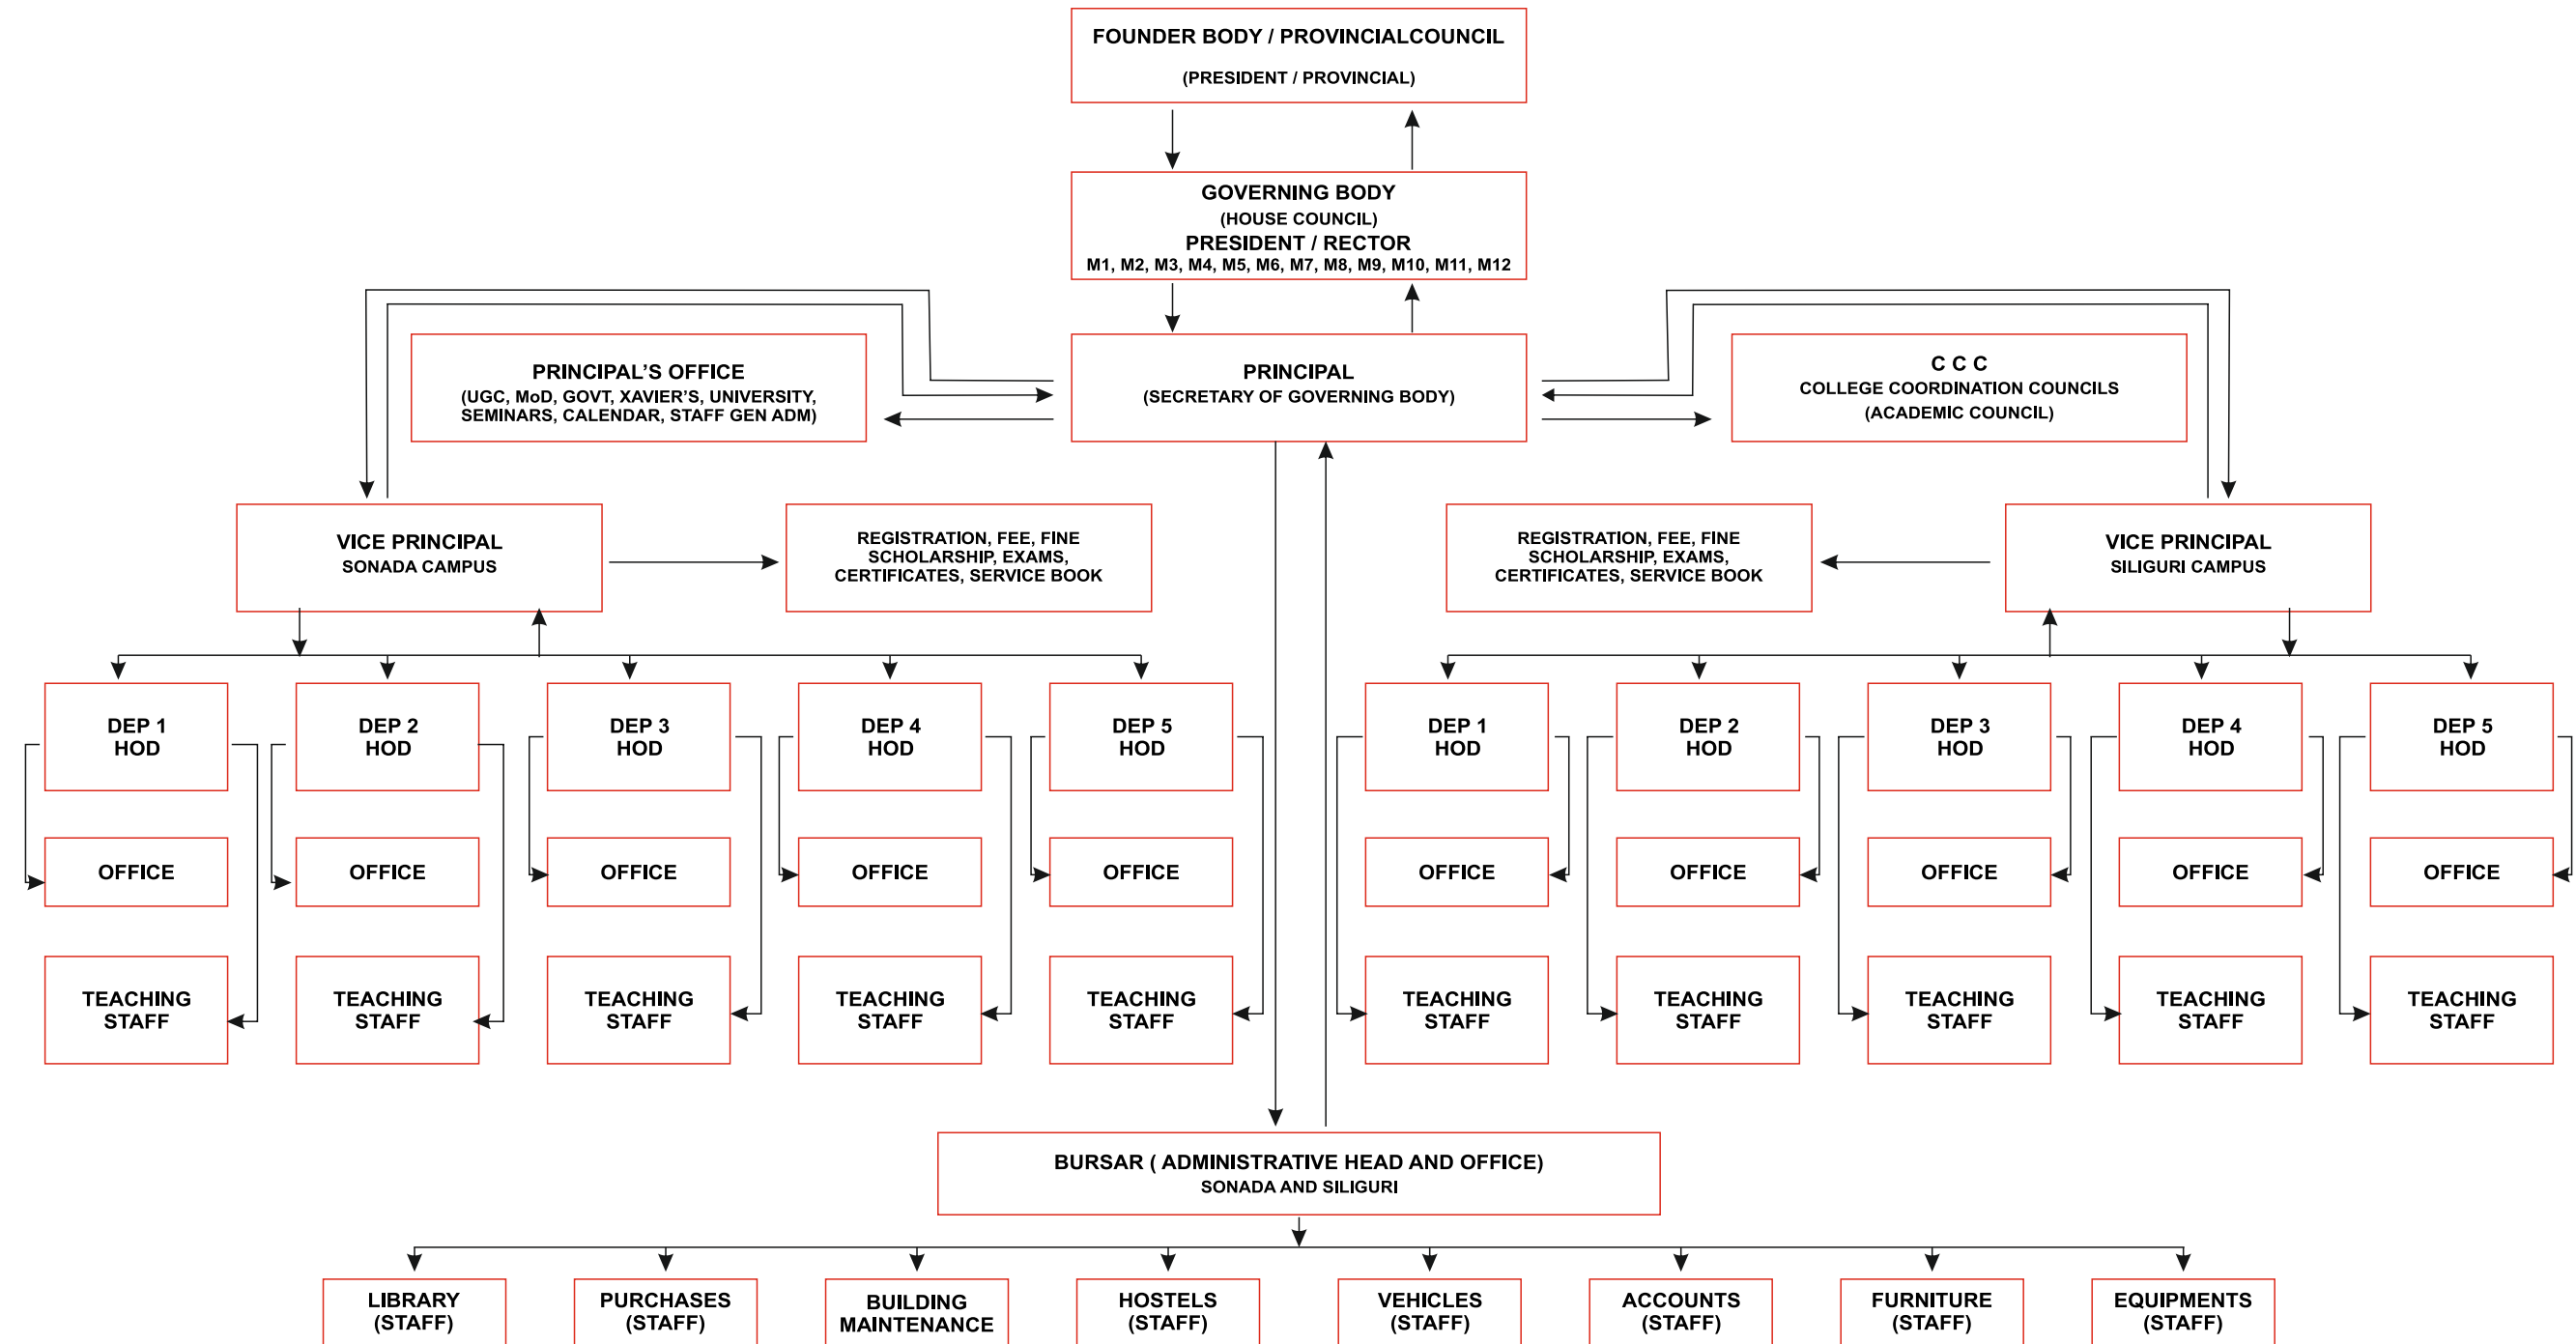 FOUNDER BODY / PROVINCIALCOUNCIL
(PRESIDENT / PROVINCIAL)
GOVERNING BODY
(HOUSE COUNCIL)
PRESIDENT / RECTOR
M1, M2, M3, M4, M5, M6, M7, M8, M9, M10, M11, M12
PRINCIPAL'S OFFICE
(UGC, MoD, GOVT, XAVIER'S, UNIVERSITY,
SEMINARS, CALENDAR, STAFF GEN ADM)
PRINCIPAL
(SECRETARY OF GOVERNING BODY)
C C C
COLLEGE COORDINATION COUNCILS
(ACADEMIC COUNCIL)
VICE PRINCIPAL
SONADA CAMPUS
REGISTRATION, FEE, FINE
SCHOLARSHIP, EXAMS,
CERTIFICATES, SERVICE BOOK
REGISTRATION, FEE, FINE
SCHOLARSHIP, EXAMS,
CERTIFICATES, SERVICE BOOK
VICE PRINCIPAL
SILIGURI CAMPUS
DEP 1
HOD
DEP 2
HOD
DEP 3
HOD
DEP 4
HOD
DEP 5
HOD
DEP 1
HOD
DEP 2
HOD
DEP 3
HOD
DEP 4
HOD
DEP 5
HOD
OFFICE
OFFICE
OFFICE
OFFICE
OFFICE
OFFICE
OFFICE
OFFICE
OFFICE
OFFICE
TEACHING
STAFF
TEACHING
STAFF
TEACHING
STAFF
TEACHING
STAFF
TEACHING
STAFF
TEACHING
STAFF
TEACHING
STAFF
TEACHING
STAFF
TEACHING
STAFF
TEACHING
STAFF
BURSAR ( ADMINISTRATIVE HEAD AND OFFICE)
SONADA AND SILIGURI
LIBRARY
(STAFF)
PURCHASES
(STAFF)
BUILDING
MAINTENANCE
HOSTELS
(STAFF)
VEHICLES
(STAFF)
ACCOUNTS
(STAFF)
FURNITURE
(STAFF)
EQUIPMENTS
(STAFF)